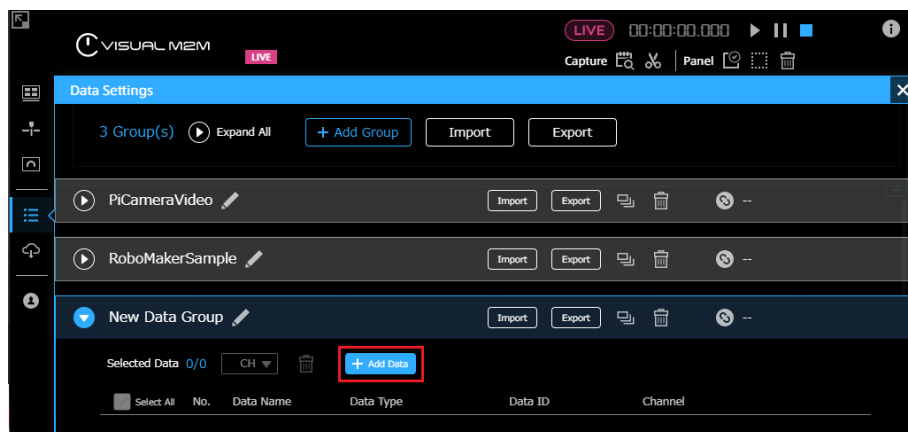 LIVE 00:00:00.000
VISUAL M2M
LIVE
Capture Panel
Data Settings
3 Group(s) Expand All + Add Group Import Export
PiCameraVideo Import Export --
RoboMakerSample Import Export --
New Data Group Import Export --
Selected Data 0/0 CH + Add Data
Select All No. Data Name Data Type Data ID Channel